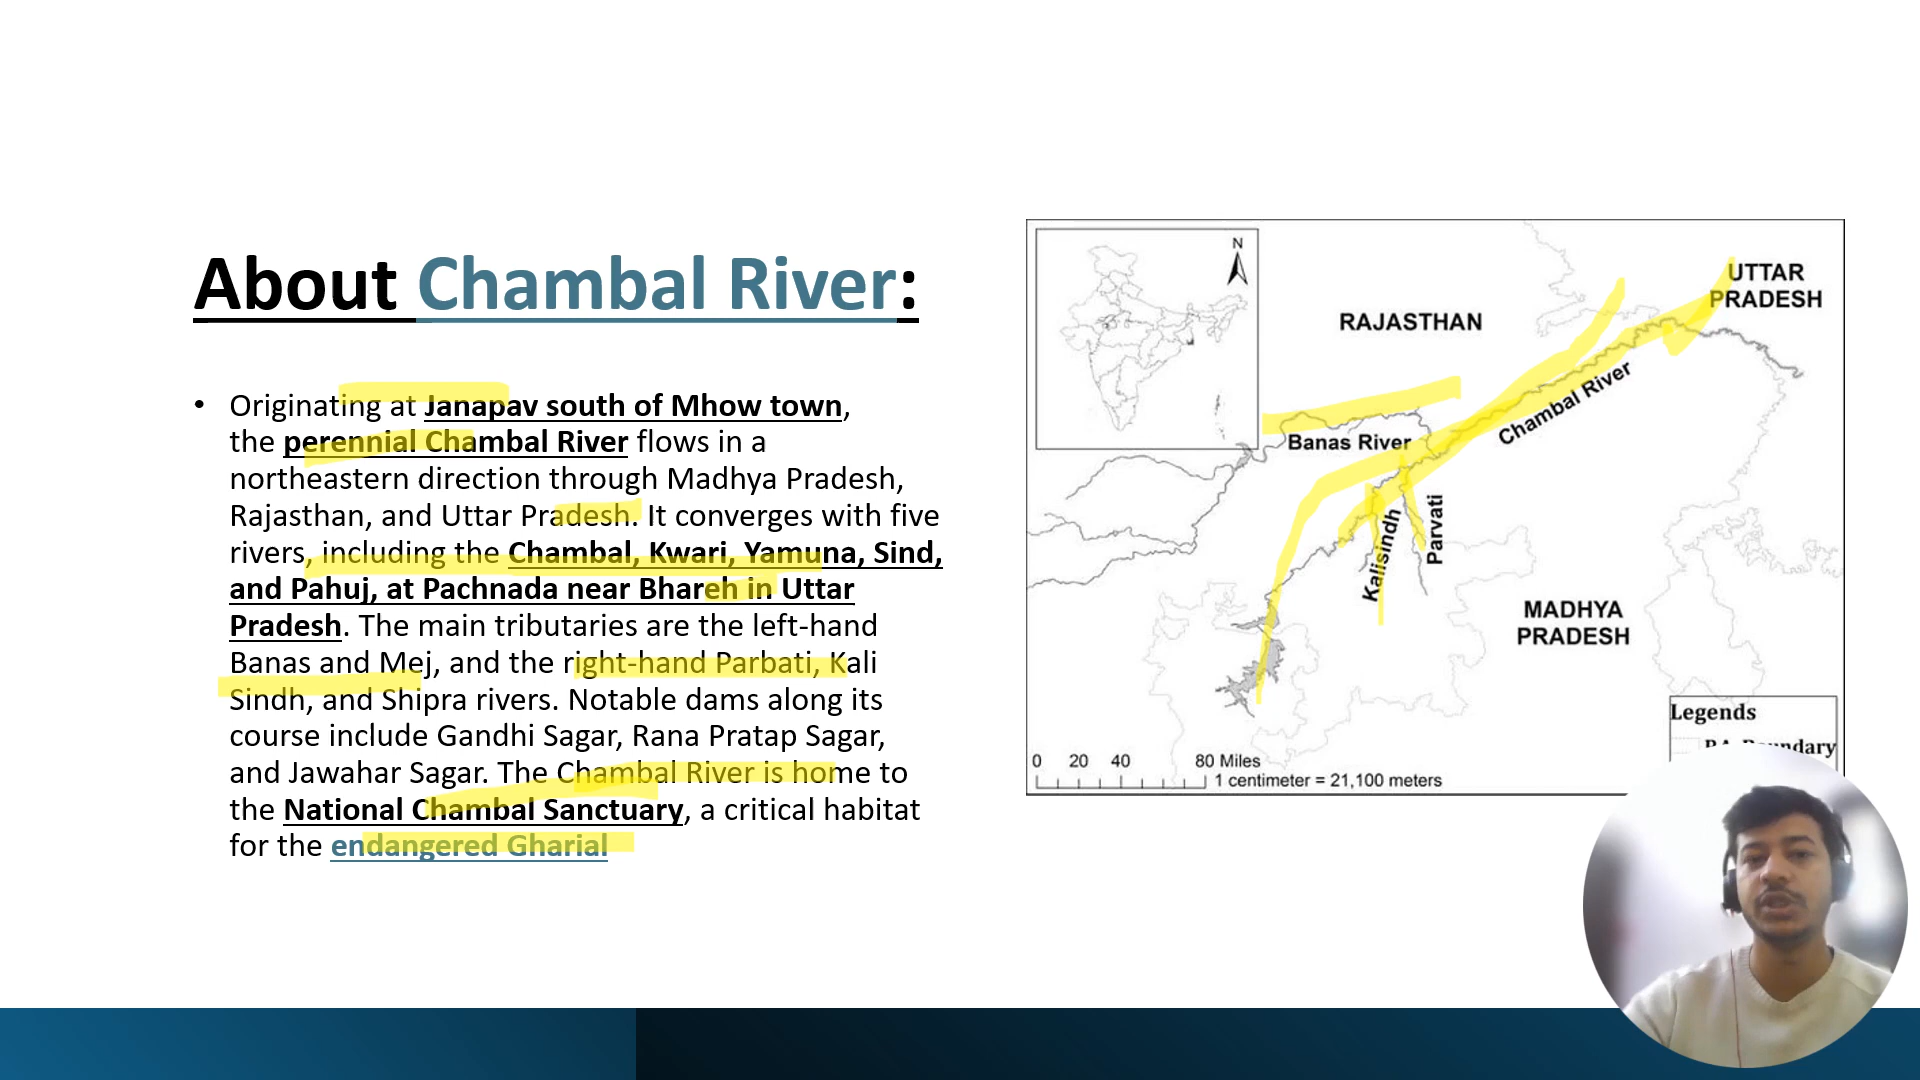 About Chambal River:
• Originating at Janapav south of Mhow town,
the perennial Chambal River flows in a
northeastern direction through Madhya Pradesh,
Rajasthan, and Uttar Pradesh. It converges with five
rivers, including the Chambal, Kwari, Yamuna, Sind,
and Pahuj, at Pachnada near Bhareh in Uttar
Pradesh. The main tributaries are the left-hand
Banas and Mej, and the right-hand Parbati, Kali
Sindh, and Shipra rivers. Notable dams along its
course include Gandhi Sagar, Rana Pratap Sagar,
and Jawahar Sagar. The Chambal River is home to
the National Chambal Sanctuary, a critical habitat
for the endangered Gharial
N
RAJASTHAN
UTTAR
PRADESH
Chambal River
Banas River
Kalisindh
Parvati
MADHYA
PRADESH
Legends
0 20 40 80 Miles
1 centimeter = 21,100 meters